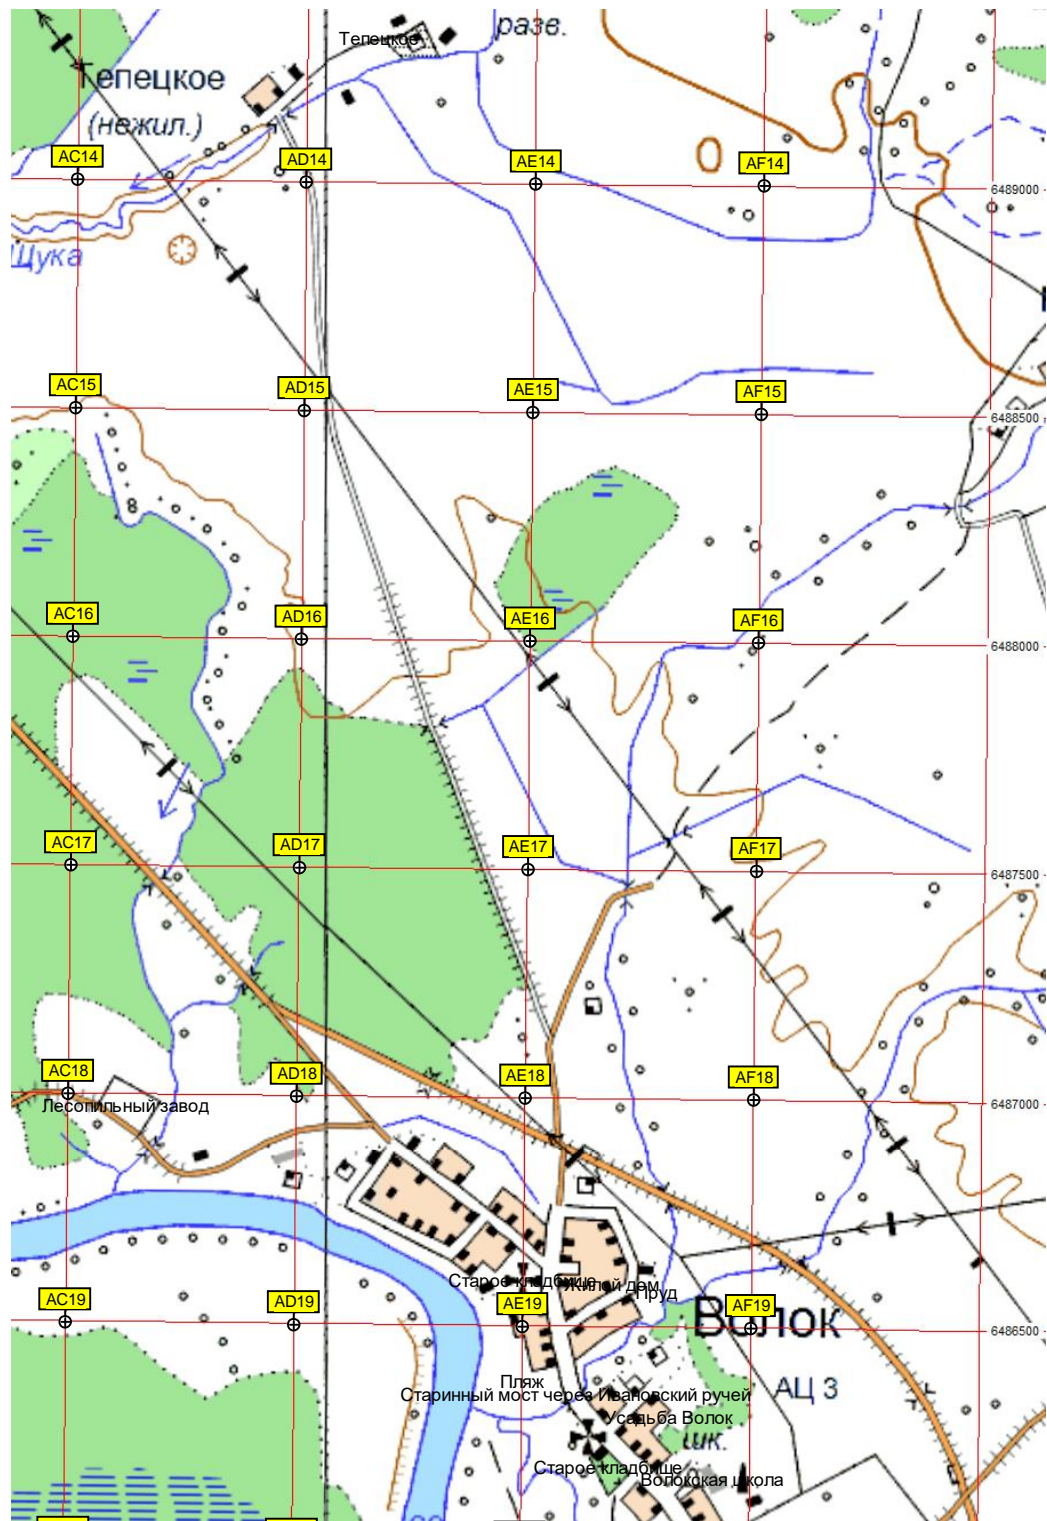 разв.
Тепецкое
Тепецкое
(нежил.)
AC14
AD14
AE14
AF14
6489000
Щука
AC15
AD15
AE15
AF15
6488500
AC16
AD16
AE16
AF16
6488000
AC17
AD17
AE17
AF17
6487500
AC18
AD18
AE18
AF18
6487000
Лесопильный завод
Старое кладбище
Жилой дом
Пруд
AC19
AD19
AE19
AF19
Волок
6486500
Пляж
АЦ 3
Старинный мост через Ивановский ручей
Усадьба Волок
шк.
Старое кладбище
Волокская школа